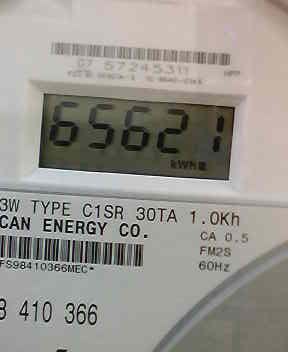 07 57245311
65621
kWh
3W TYPE C1SR 30TA 1.0Kh
CAN ENERGY CO.
CA 0.5
FM2S
60Hz
FS98410366MEC*
8 410 366